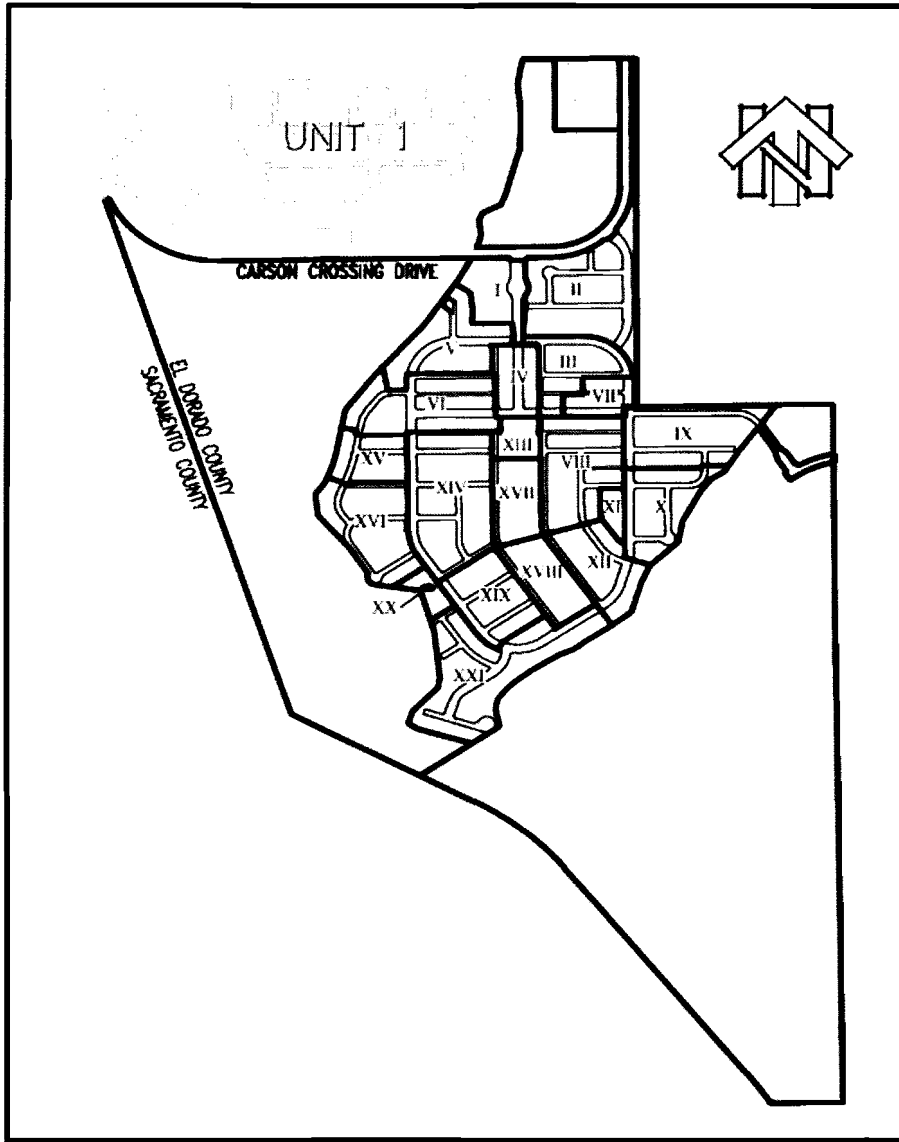 UNIT 1
N
CARSON CROSSING DRIVE
I
II
EL DORADO COUNTY
SACRAMENTO COUNTY
V
III
IV
VI
VII
IX
XIII
XV
VIII
XIV
XVII
XI
X
XVI
XII
XVIII
XIX
XX
XXI